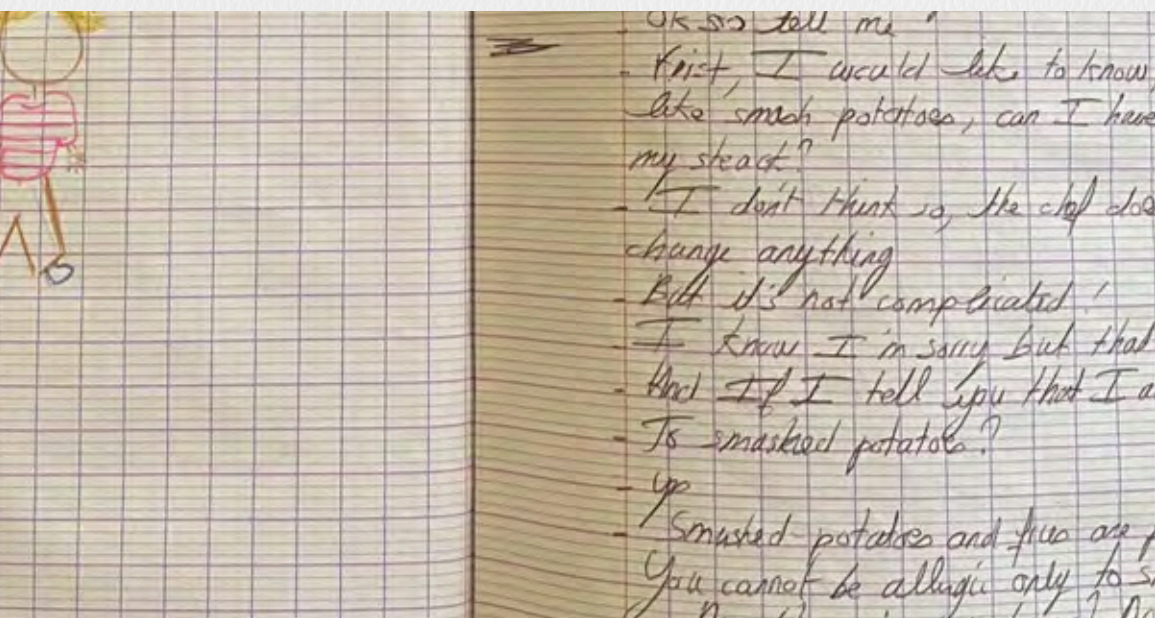 - Ok so tell me
- First, I would like to know,
like smash potatoes, can I have
my steack?
- I don't think so, the chef
change anything
- But it's not complicated!
- I know I'm sorry but that
- And If I tell you that I
- To smashed potatoes?
- yp
- Smashed potatoes and fries are
You cannot be allergic only to